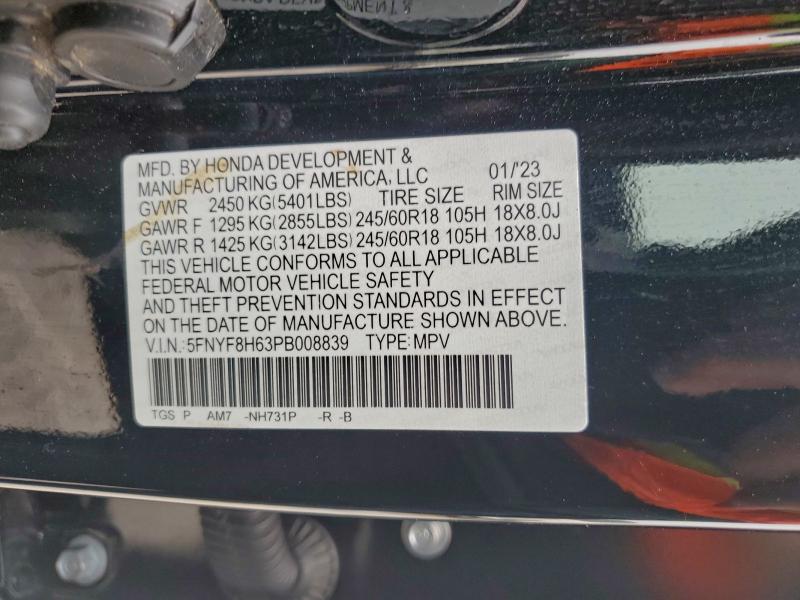 MFD. BY HONDA DEVELOPMENT &
MANUFACTURING OF AMERICA, LLC 01/'23
GVWR 2450 KG(5401LBS) TIRE SIZE RIM SIZE
GAWR F 1295 KG(2855LBS) 245/60R18 105H 18X8.0J
GAWR R 1425 KG(3142LBS) 245/60R18 105H 18X8.0J
THIS VEHICLE CONFORMS TO ALL APPLICABLE
FEDERAL MOTOR VEHICLE SAFETY
AND THEFT PREVENTION STANDARDS IN EFFECT
ON THE DATE OF MANUFACTURE SHOWN ABOVE.
V.I.N.: 5FNYF8H63PB008839 TYPE: MPV
TGS P AM7 -NH731P -R -B